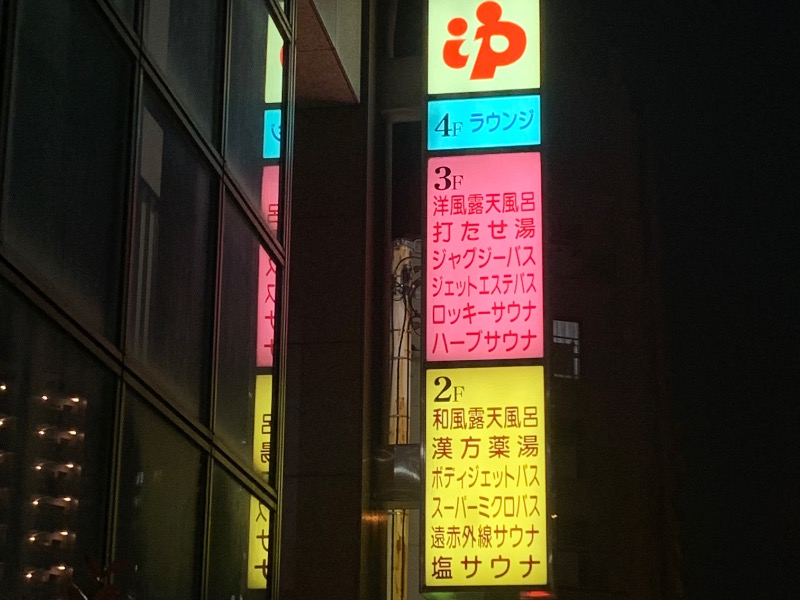 ゆ
4F ラウンジ
3F
洋風露天風呂
打たせ湯
ジャグジーバス
ジェットエステバス
ロッキーサウナ
ハーブサウナ
2F
和風露天風呂
漢方薬湯
ボディジェットバス
スーパーミクロバス
遠赤外線サウナ
塩サウナ